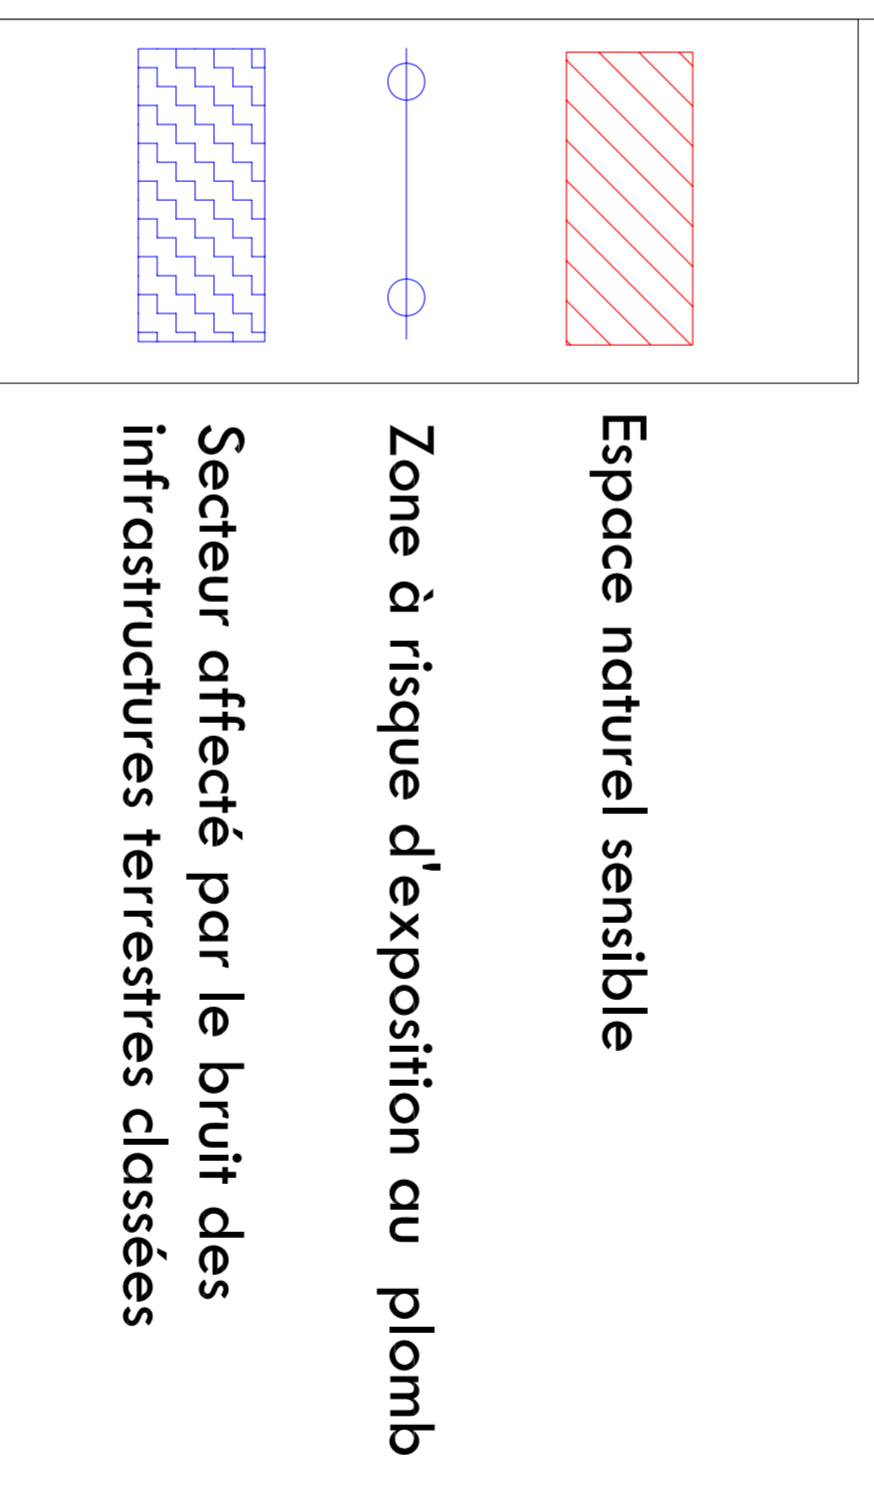 Espace naturel sensible
Zone à risque d'exposition au plomb
Secteur affecté par le bruit des
infrastructures terrestres classées